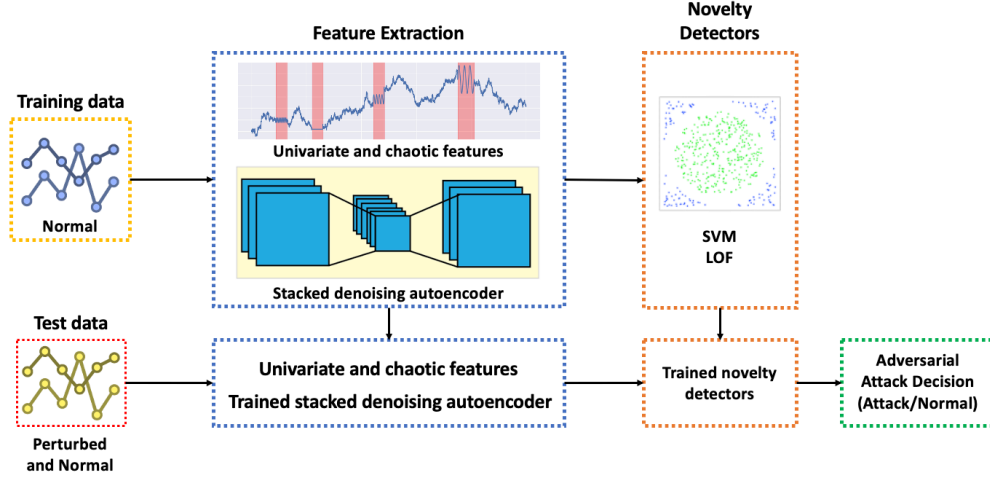 Feature Extraction
Novelty
Detectors
Training data
Normal
Univariate and chaotic features
Stacked denoising autoencoder
SVM
LOF
Test data
Perturbed
and Normal
Univariate and chaotic features
Trained stacked denoising autoencoder
Trained novelty
detectors
Adversarial
Attack Decision
(Attack/Normal)